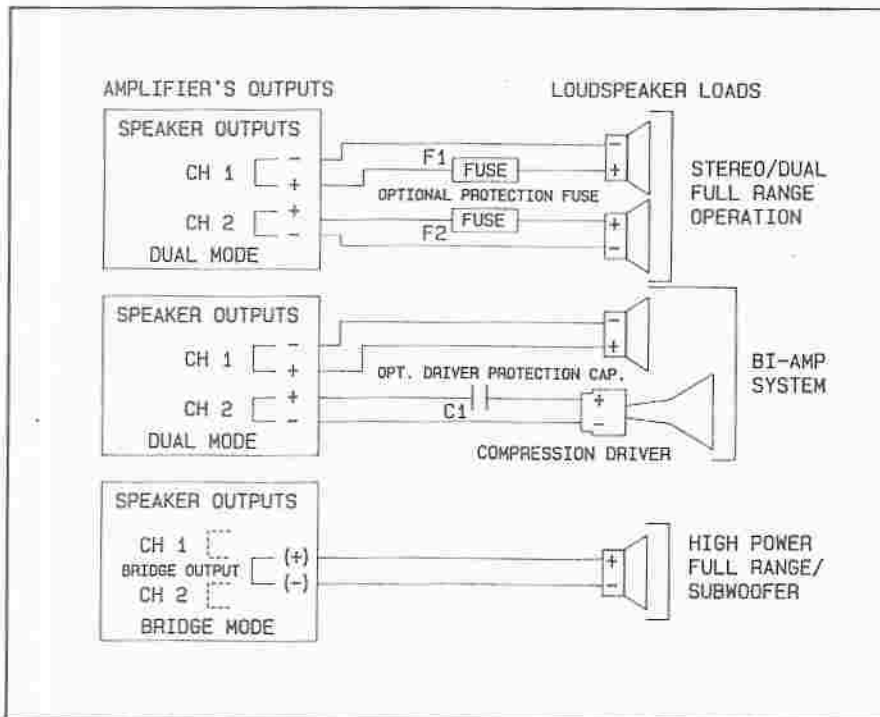 AMPLIFIER'S OUTPUTS
LOUDSPEAKER LOADS
SPEAKER OUTPUTS
CH 1
-
+
CH 2
+
-
DUAL MODE
F1
FUSE
OPTIONAL PROTECTION FUSE
FUSE
F2
-
+
+
-
STEREO/DUAL
FULL RANGE
OPERATION
SPEAKER OUTPUTS
CH 1
-
+
CH 2
+
-
DUAL MODE
-
+
OPT. DRIVER PROTECTION CAP.
C1
+
-
COMPRESSION DRIVER
BI-AMP
SYSTEM
SPEAKER OUTPUTS
CH 1
BRIDGE OUTPUT
(+)
(-)
CH 2
BRIDGE MODE
+
-
HIGH POWER
FULL RANGE/
SUBWOOFER